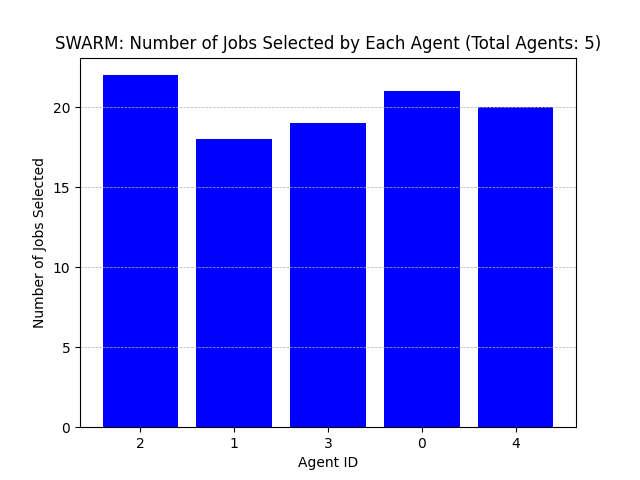 SWARM: Number of Jobs Selected by Each Agent (Total Agents: 5)
Number of Jobs Selected
20
15
10
5
0
2 1 3 0 4
Agent ID